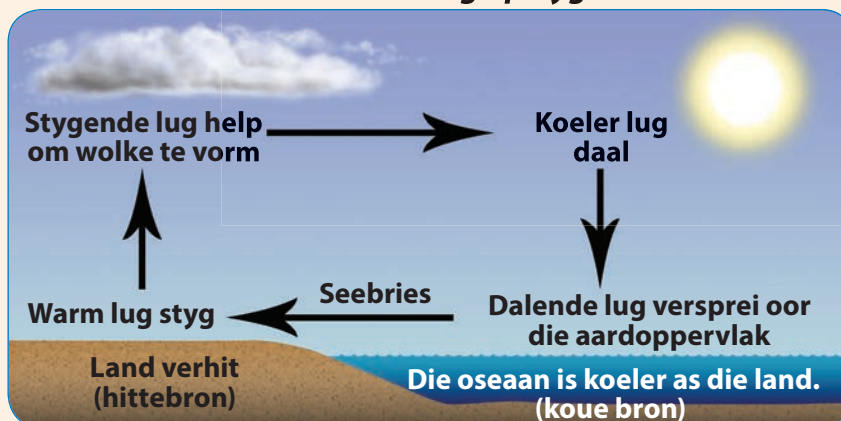 Stygende lug help
om wolke te vorm
Koeler lug
daal
Warm lug styg
Seebries
Dalende lug versprei oor
die aardoppervlak
Land verhit
(hittebron)
Die oseaan is koeler as die land.
(koue bron)